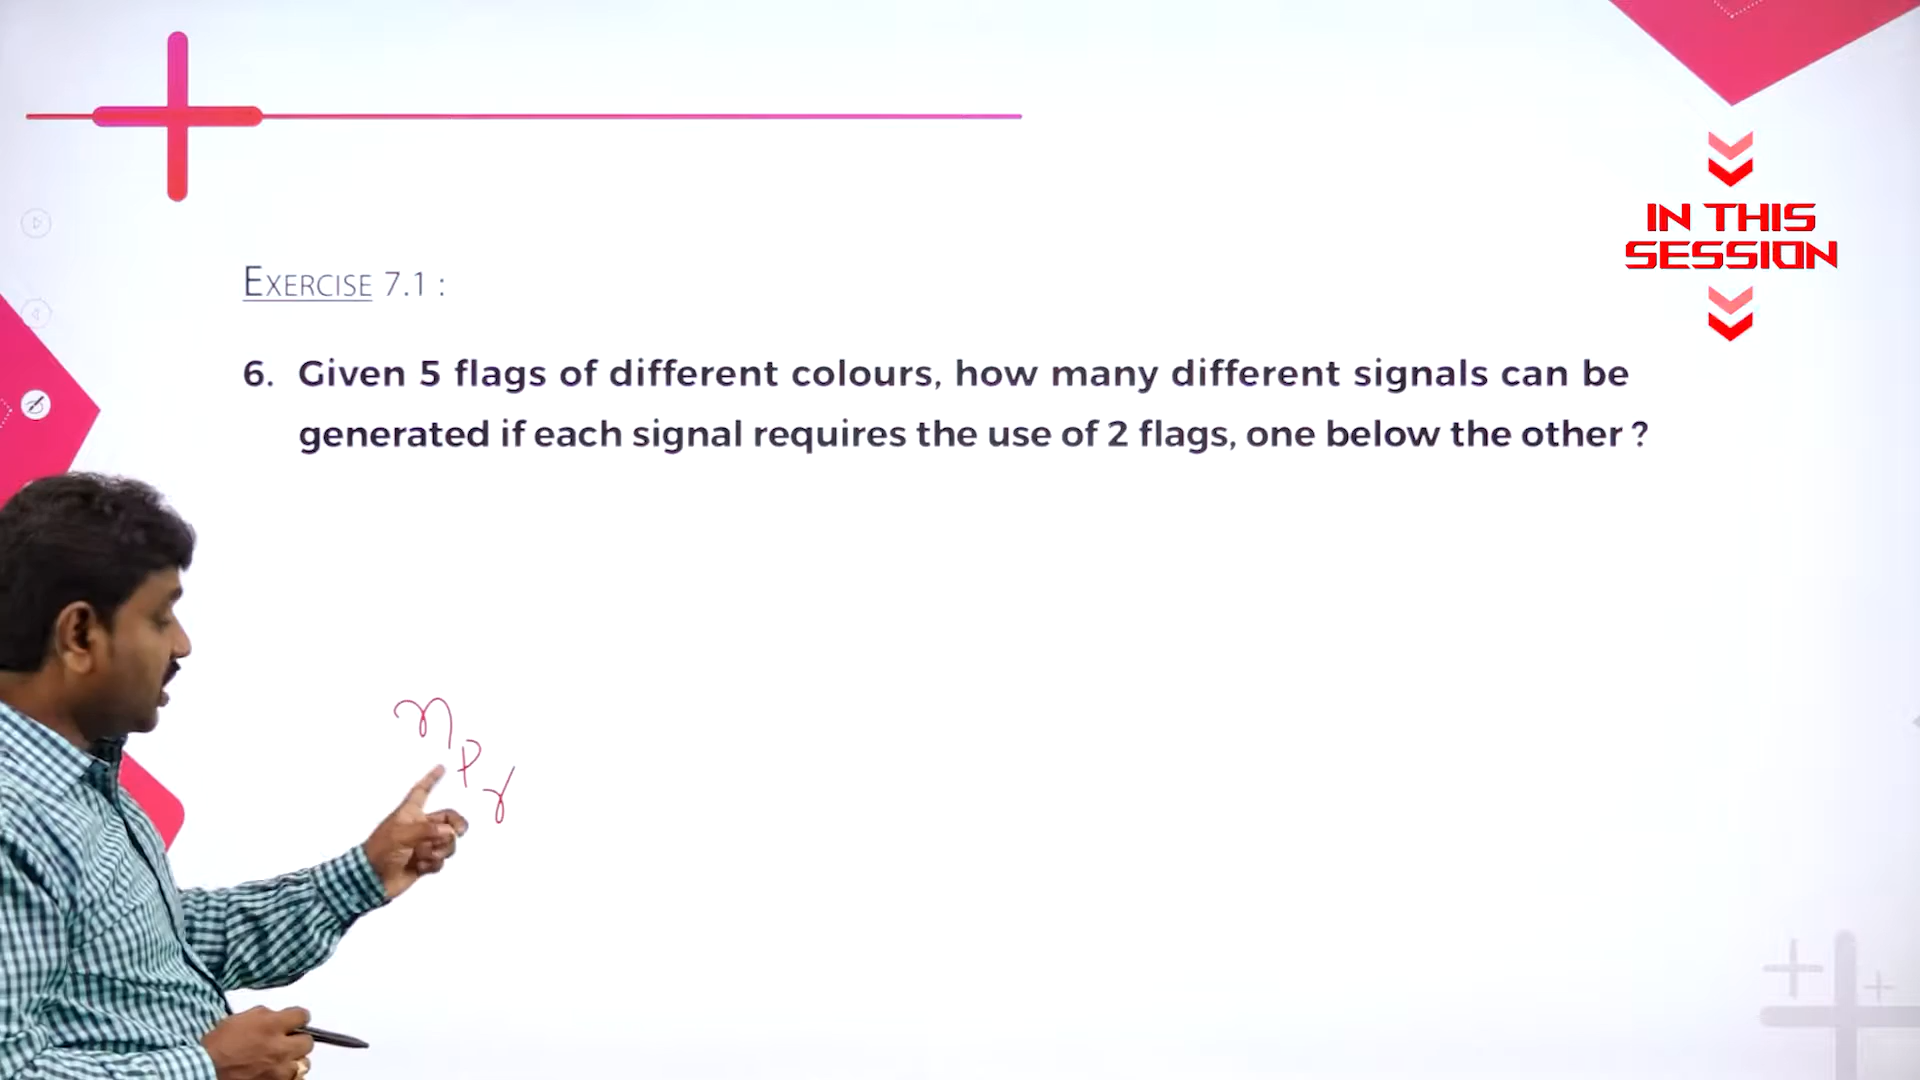 IN THIS
SESSION
EXERCISE 7.1 :
6. Given 5 flags of different colours, how many different signals can be
generated if each signal requires the use of 2 flags, one below the other ?
n P r